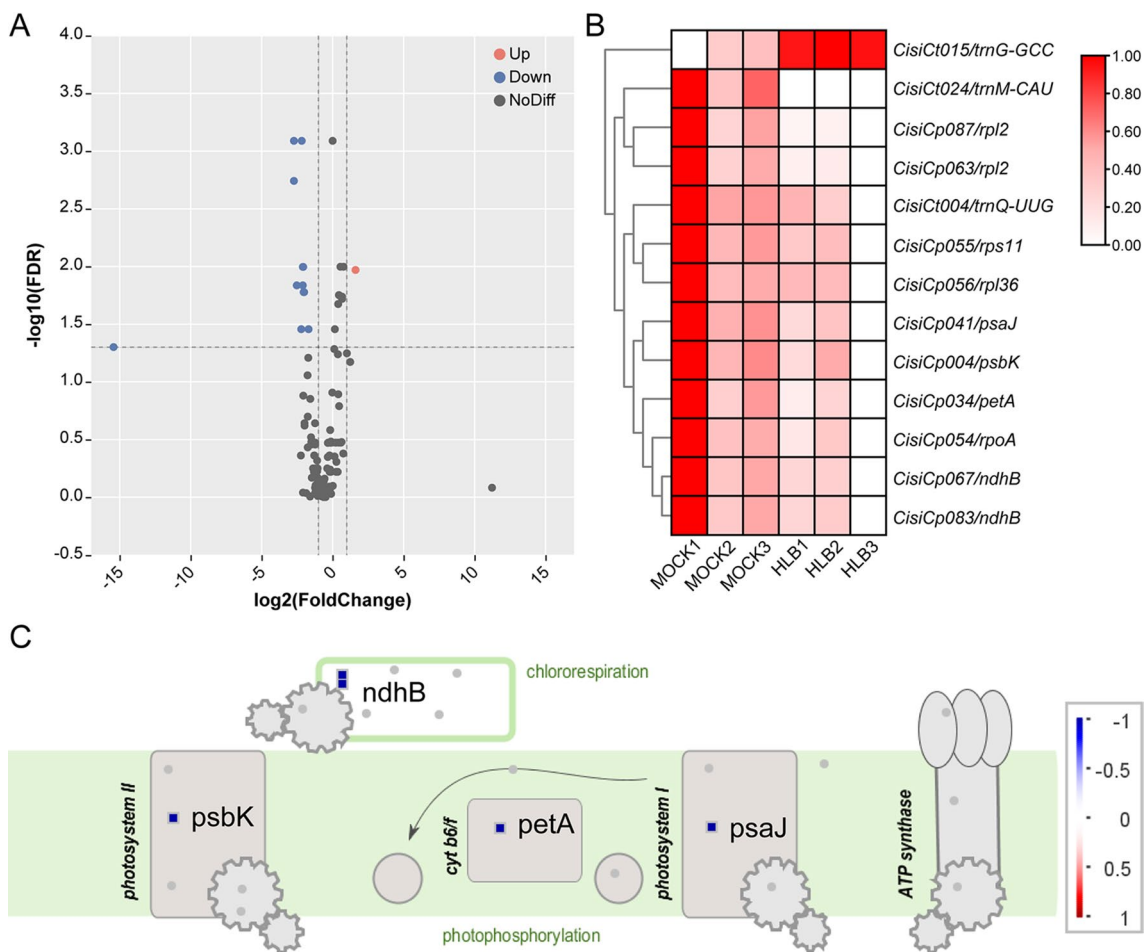 A
4.0
3.5
3.0
2.5
2.0
1.5
1.0
0.5
0.0
-0.5
-log10(FDR)
Up
Down
NoDiff
-15
-10
-5
0
5
10
15
log2(FoldChange)
B
CisiCt015/trnG-GCC
CisiCt024/trnM-CAU
CisiCp087/rpl2
CisiCp063/rpl2
CisiCt004/trnQ-UUG
CisiCp055/rps11
CisiCp056/rpl36
CisiCp041/psaJ
CisiCp004/psbK
CisiCp034/petA
CisiCp054/rpoA
CisiCp067/ndhB
CisiCp083/ndhB
MOCK1
MOCK2
MOCK3
HLB1
HLB2
HLB3
1.00
0.80
0.60
0.40
0.20
0.00
C
ndhB
chlororespiration
photosystem II
psbK
cyt b6/f
petA
photosystem I
psaJ
ATP synthase
photophosphorylation
-1
-0.5
0
0.5
1